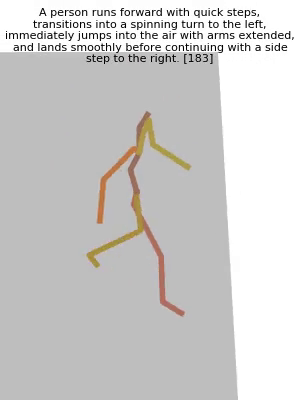 A person runs forward with quick steps,
transitions into a spinning turn to the left,
immediately jumps into the air with arms extended,
and lands smoothly before continuing with a side
step to the right. [183]